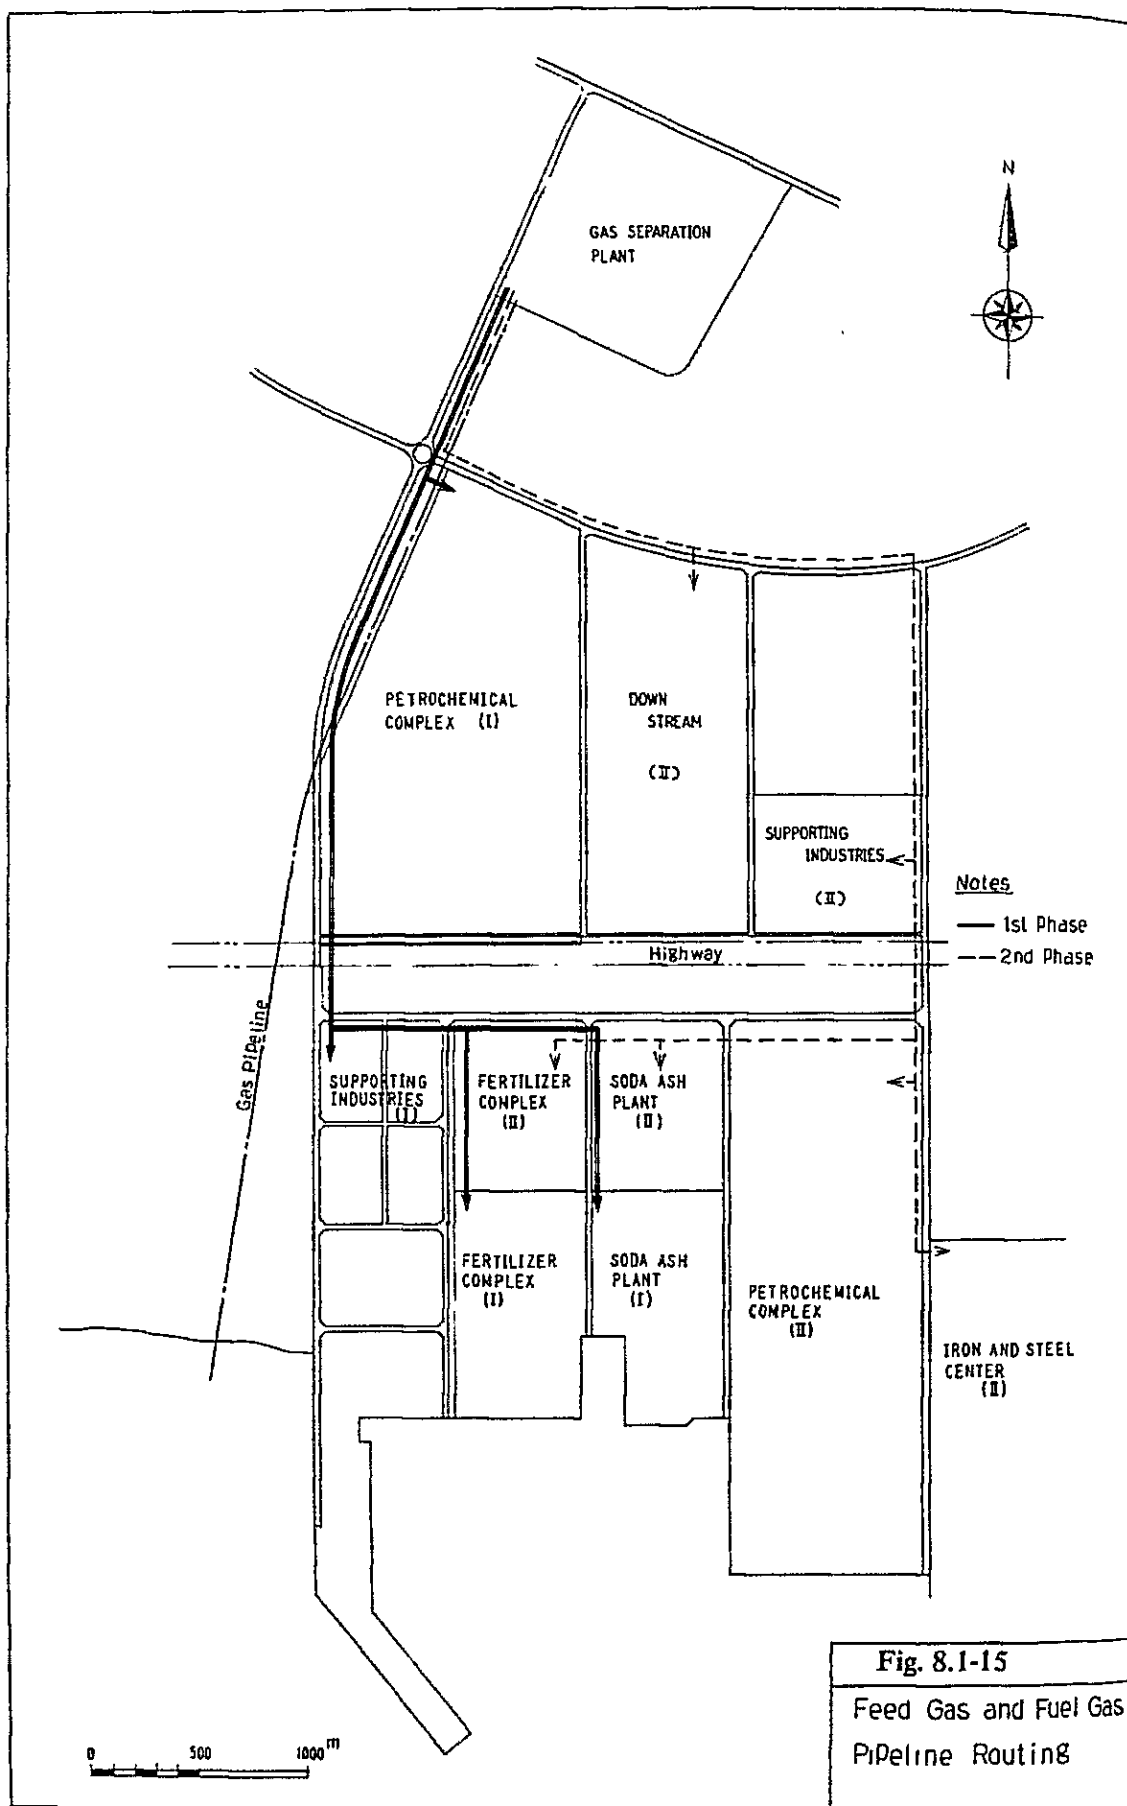 N
GAS SEPARATION
PLANT
PETROCHEMICAL
COMPLEX (I)
DOWN
STREAM
(II)
SUPPORTING
INDUSTRIES
(II)
Notes
1st Phase
2nd Phase
Highway
Gas Pipeline
SUPPORTING
INDUSTRIES
(I)
FERTILIZER
COMPLEX
(II)
SODA ASH
PLANT
(II)
FERTILIZER
COMPLEX
(I)
SODA ASH
PLANT
(I)
PETROCHEMICAL
COMPLEX
(II)
IRON AND STEEL
CENTER
(II)
0 500 1000 m
Fig. 8.1-15
Feed Gas and Fuel Gas
Pipeline Routing